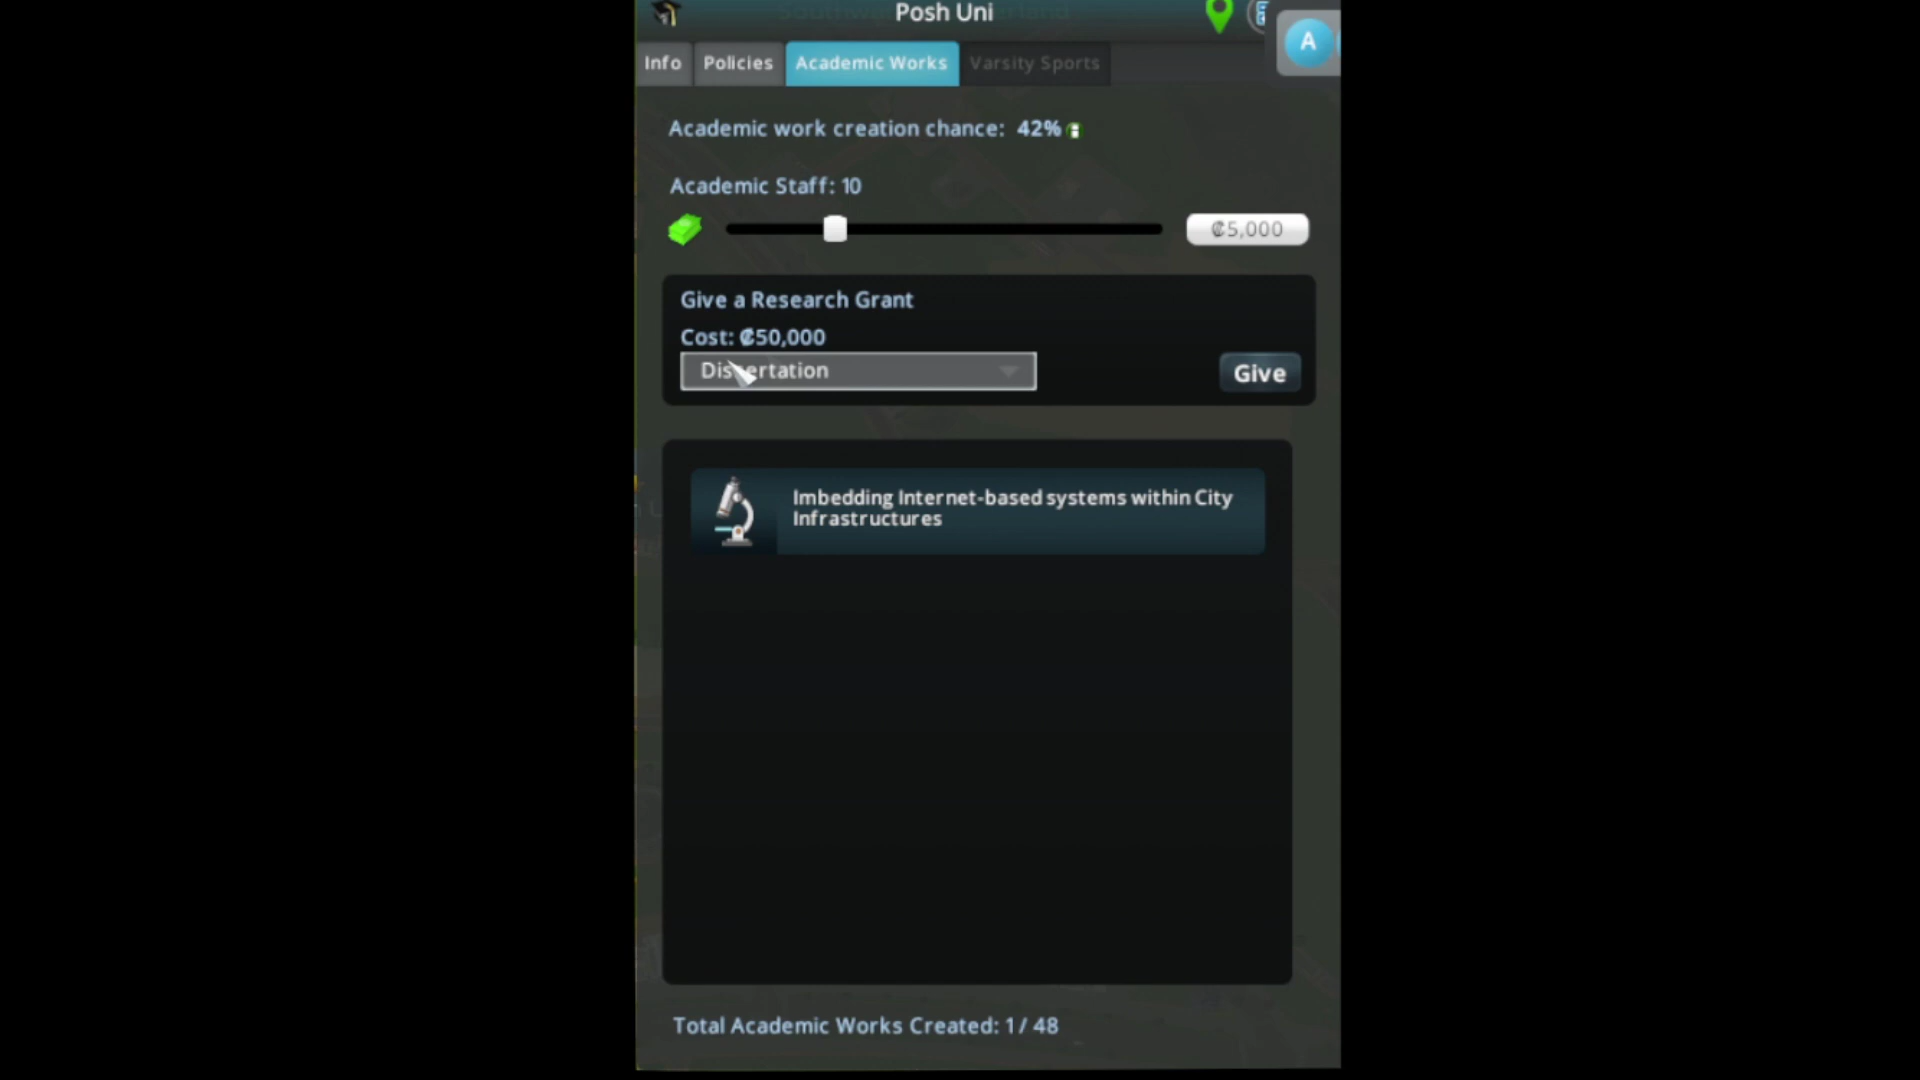 Posh Uni
A
Info Policies Academic Works Varsity Sports
Academic work creation chance: 42%
Academic Staff: 10
₡5,000
Give a Research Grant
Cost: ₡50,000
Dissertation
Give
Imbedding Internet-based systems within City
Infrastructures
Total Academic Works Created: 1 / 48